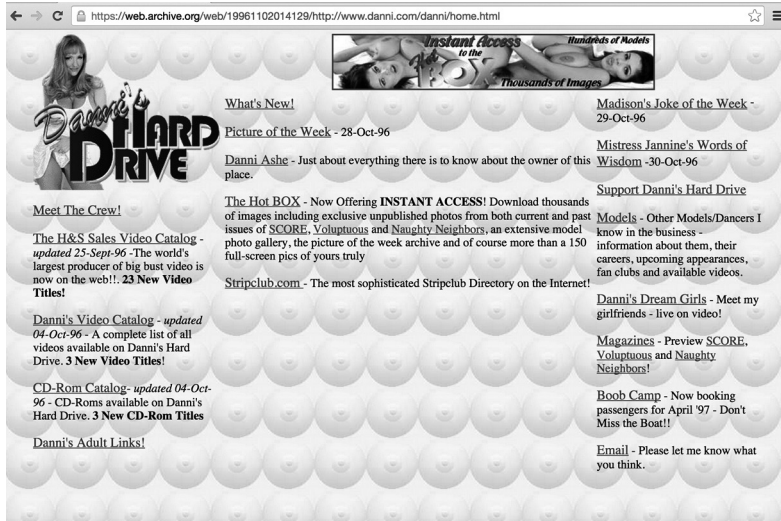 https://web.archive.org/web/19961102014129/http://www.danni.com/danni/home.html
Danni's HARD
DRIVE
Instant Access
to the
Hot
Hundreds of Models
Thousands of Images
Meet The Crew!
The H&S Sales Video Catalog -
updated 25-Sept-96 -The world's
largest producer of big bust video is
now on the web!!. 23 New Video
Titles!
Danni's Video Catalog - updated
04-Oct-96 - A complete list of all
videos available on Danni's Hard
Drive. 3 New Video Titles!
CD-Rom Catalog- updated 04-Oct-
96 - CD-Roms available on Danni's
Hard Drive. 3 New CD-Rom Titles
Danni's Adult Links!
What's New!
Picture of the Week - 28-Oct-96
Danni Ashe - Just about everything there is to know about the owner of this
place.
The Hot BOX - Now Offering INSTANT ACCESS! Download thousands
of images including exclusive unpublished photos from both current and past
issues of SCORE, Voluptuous and Naughty Neighbors, an extensive model
photo gallery, the picture of the week archive and of course more than a 150
full-screen pics of yours truly
Stripclub.com - The most sophisticated Stripclub Directory on the Internet!
Madison's Joke of the Week -
29-Oct-96
Mistress Jannine's Words of
Wisdom -30-Oct-96
Support Danni's Hard Drive
Models - Other Models/Dancers I
know in the business -
information about them, their
careers, upcoming appearances,
fan clubs and available videos.
Danni's Dream Girls - Meet my
girlfriends - live on video!
Magazines - Preview SCORE,
Voluptuous and Naughty
Neighbors!
Boob Camp - Now booking
passengers for April '97 - Don't
Miss the Boat!!
Email - Please let me know what
you think.